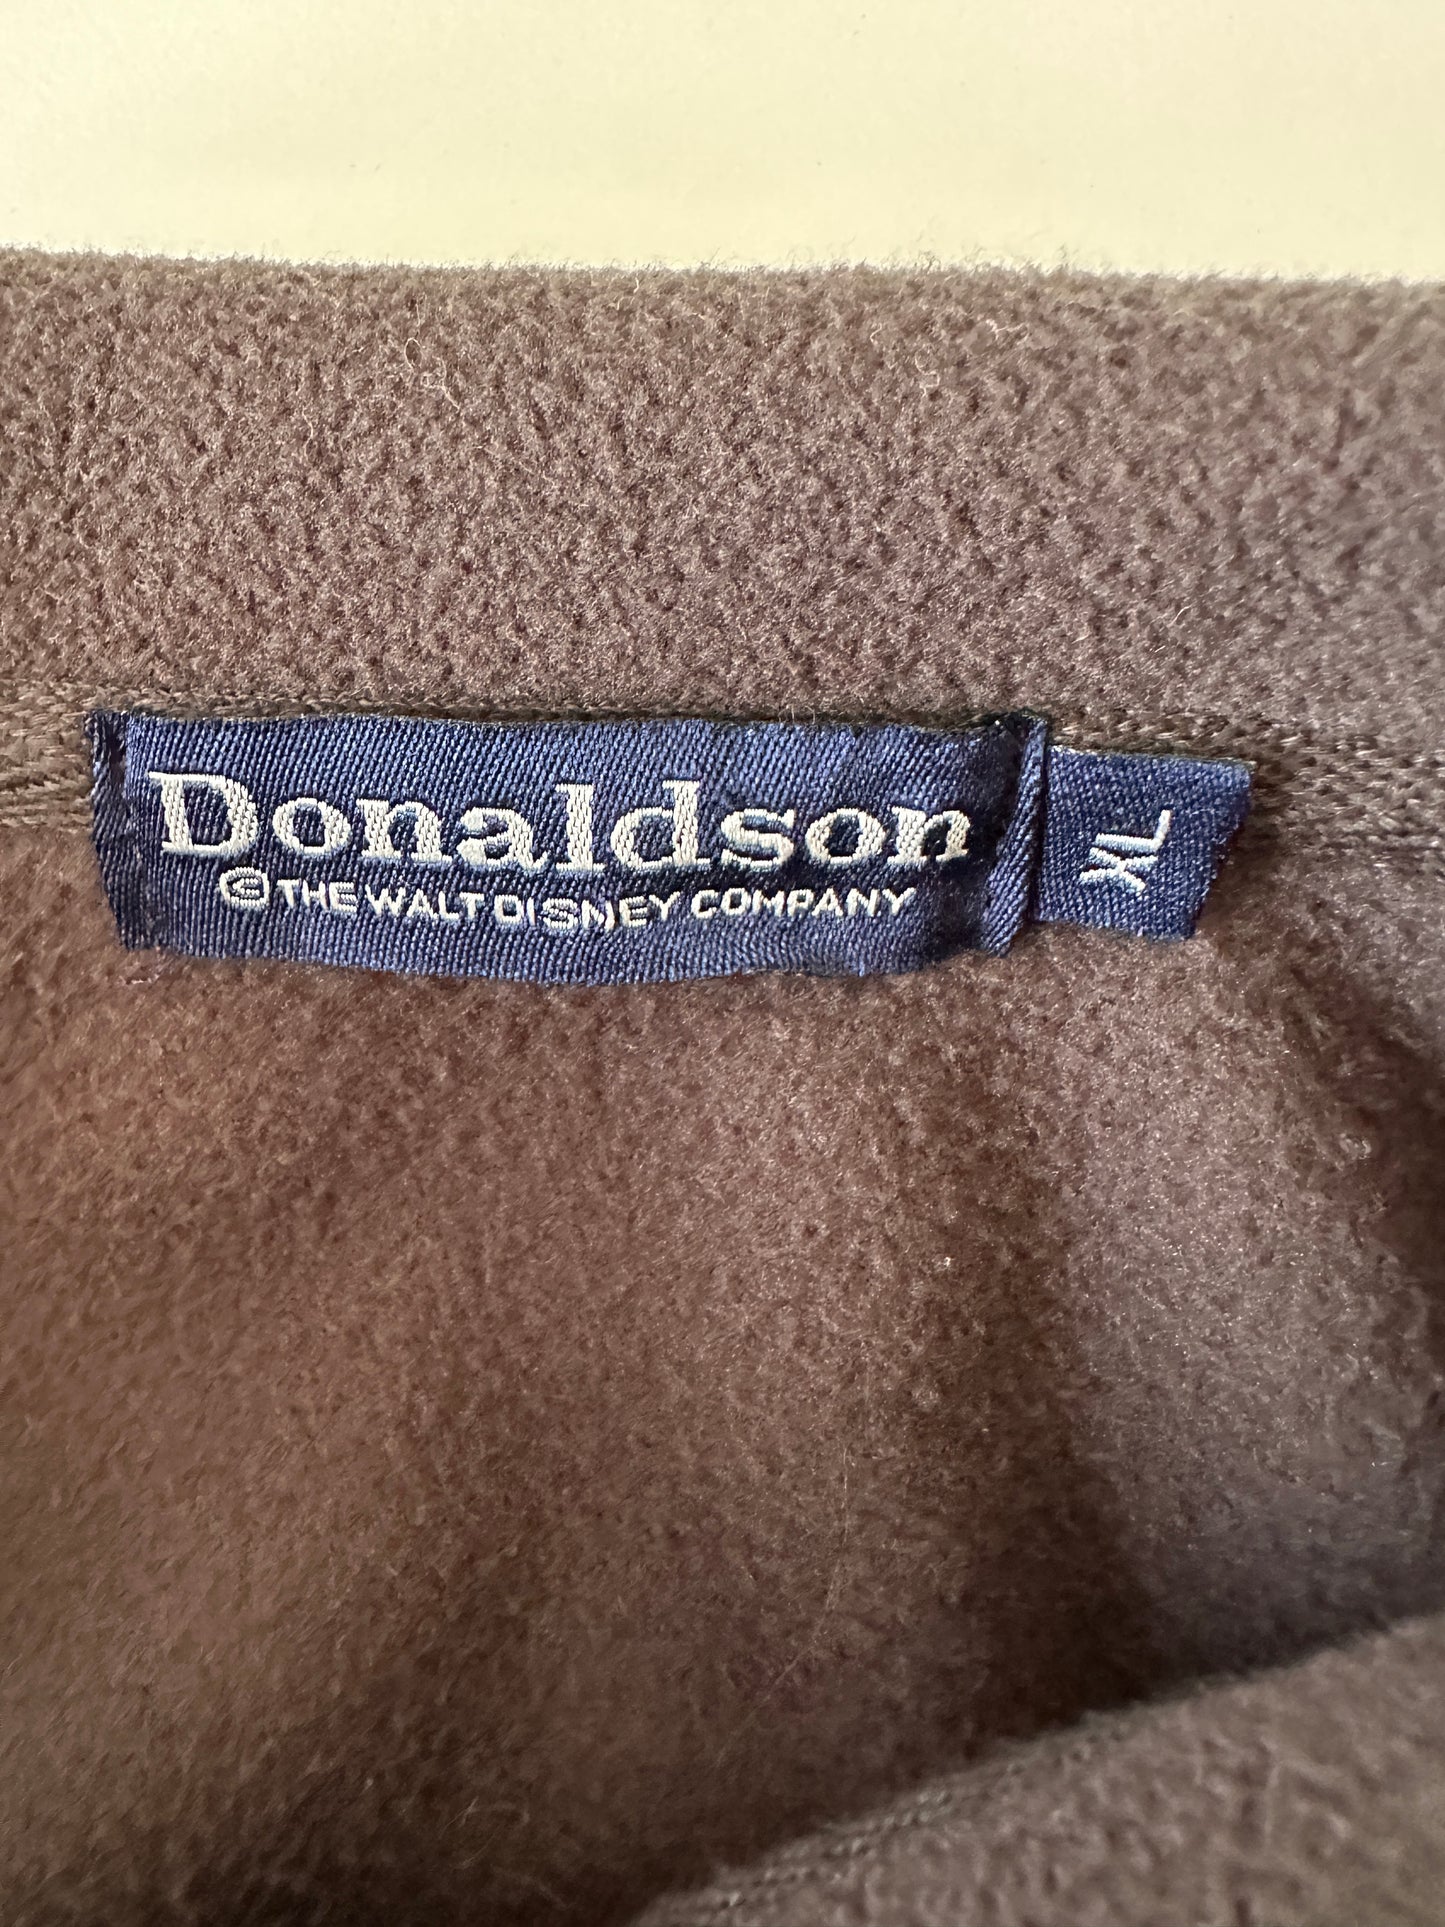 Donaldson
© THE WALT DISNEY COMPANY
XL